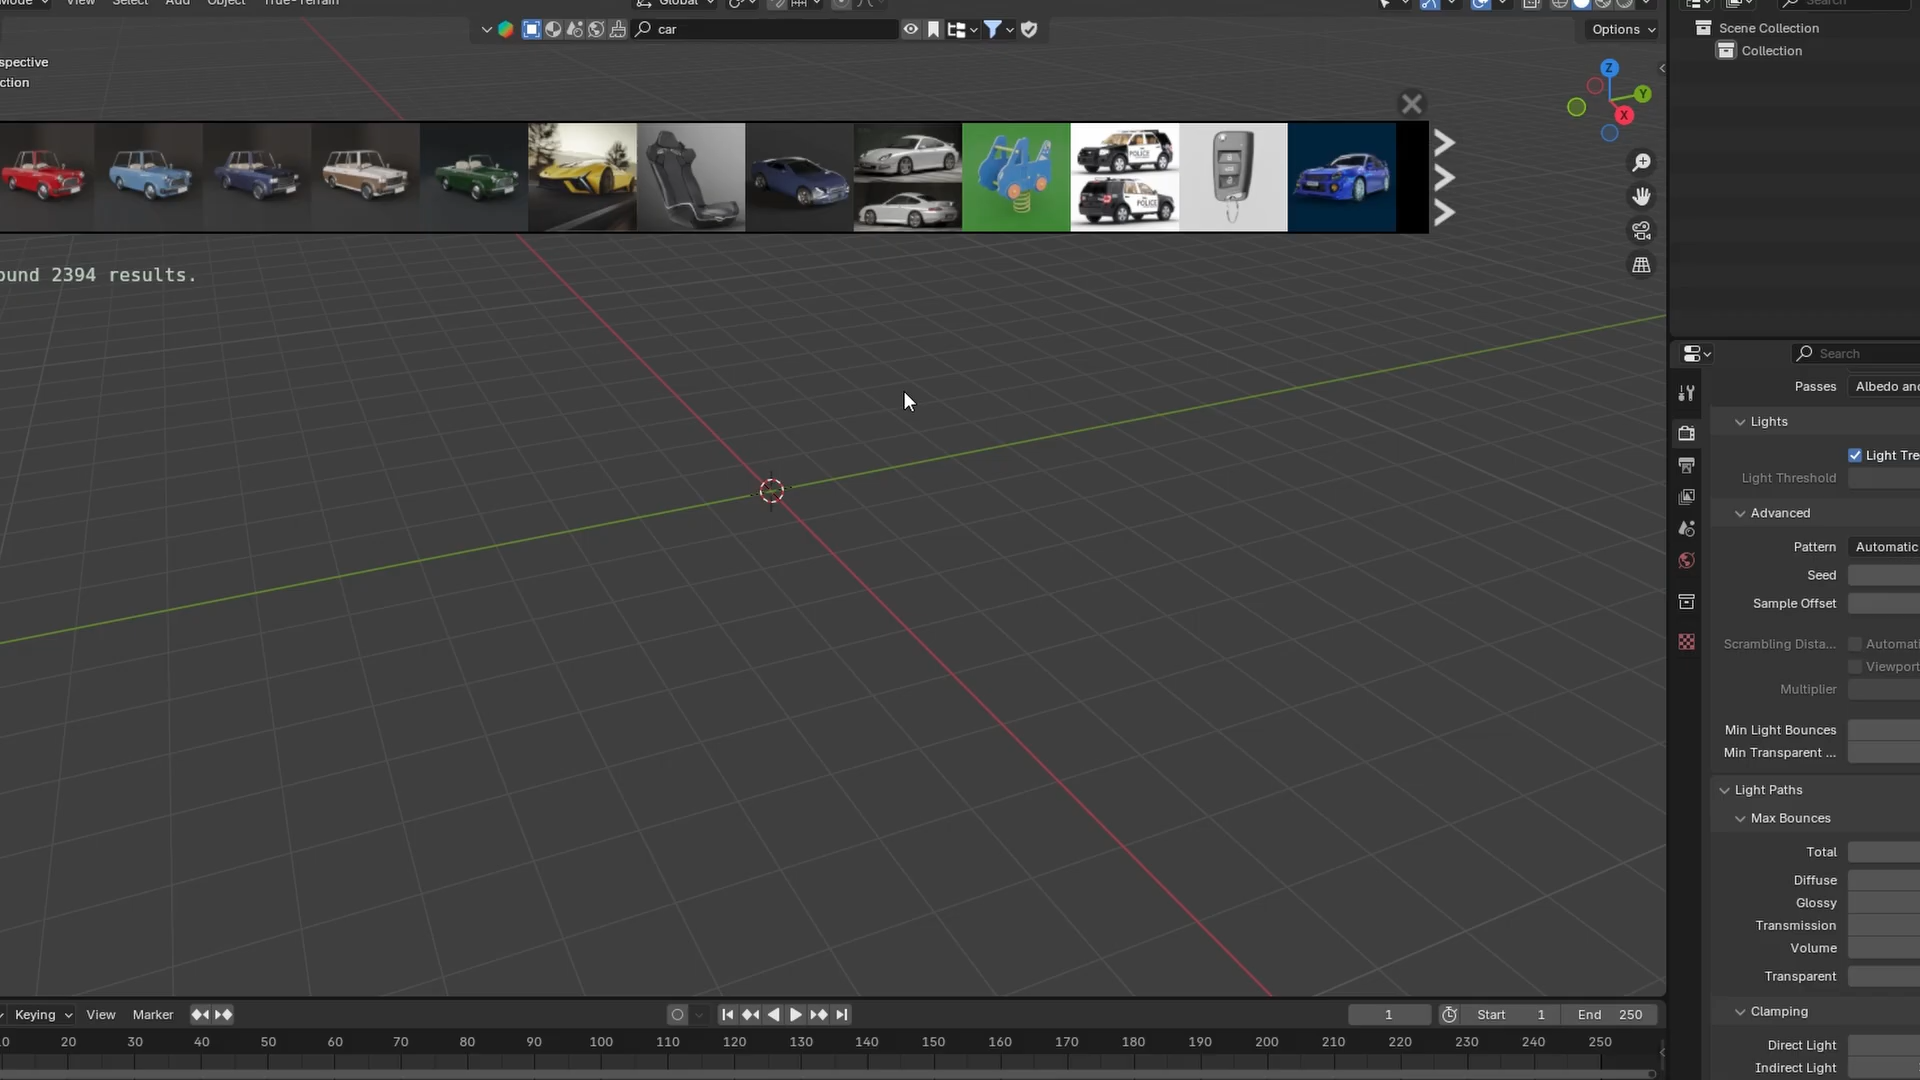 Mode View Select Add Object True-Terrain Global Search
car
Options
Scene Collection
Collection
spective
ction
POLICE
POLICE
ound 2394 results.
Search
Passes Albedo and
Lights
Light Tre
Light Threshold
Advanced
Pattern Automatic
Seed
Sample Offset
Scrambling Dista... Automati
Viewport
Multiplier
Min Light Bounces
Min Transparent ...
Light Paths
Max Bounces
Total
Diffuse
Glossy
Transmission
Volume
Transparent
Clamping
Direct Light
Indirect Light
Z
Y
X
Keying View Marker 1 Start 1 End 250
10 20 30 40 50 60 70 80 90 100 110 120 130 140 150 160 170 180 190 200 210 220 230 240 250